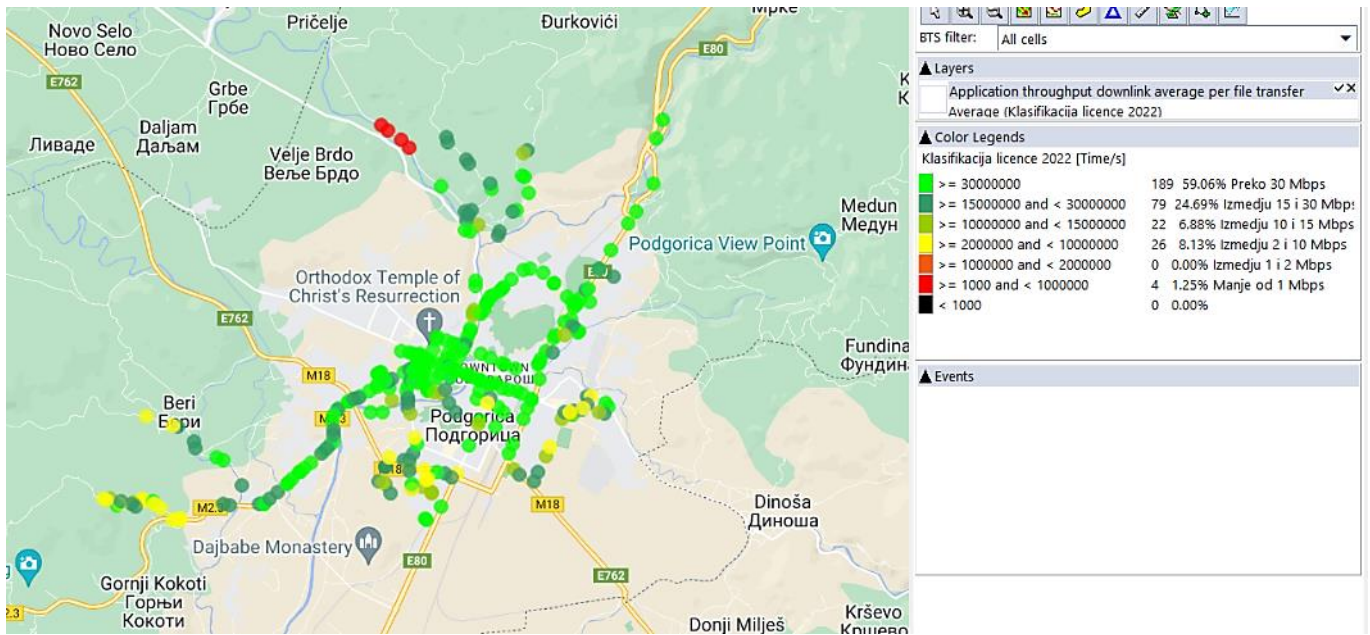 Novo Selo
Ново Село
Pričelje
Đurkovići
E80
E762
Grbe
Грбе
Daljam
Даљам
Ливаде
Velje Brdo
Веље Брдо
Medun
Медун
Podgorica View Point
Orthodox Temple of
Christ's Resurrection
E762
M18
Fundina
Beri
Бери
Podgorica
Подгорица
M18
M2.3
Dinoša
Диноша
Dajbabe Monastery
E80
E762
Gornji Kokoti
Горњи
Кокоти
2.3
Donji Milješ
Krševo
Кршево
BTS filter:
All cells
Layers
Application throughput downlink average per file transfer
Average (Klasifikacija licence 2022)
Color Legends
Klasifikacija licence 2022 [Time/s]
>= 30000000 189 59.06% Preko 30 Mbps
>= 15000000 and < 30000000 79 24.69% Izmedju 15 i 30 Mbps
>= 10000000 and < 15000000 22 6.88% Izmedju 10 i 15 Mbps
>= 2000000 and < 10000000 26 8.13% Izmedju 2 i 10 Mbps
>= 1000000 and < 2000000 0 0.00% Izmedju 1 i 2 Mbps
>= 1000 and < 1000000 4 1.25% Manje od 1 Mbps
< 1000 0 0.00%
Events